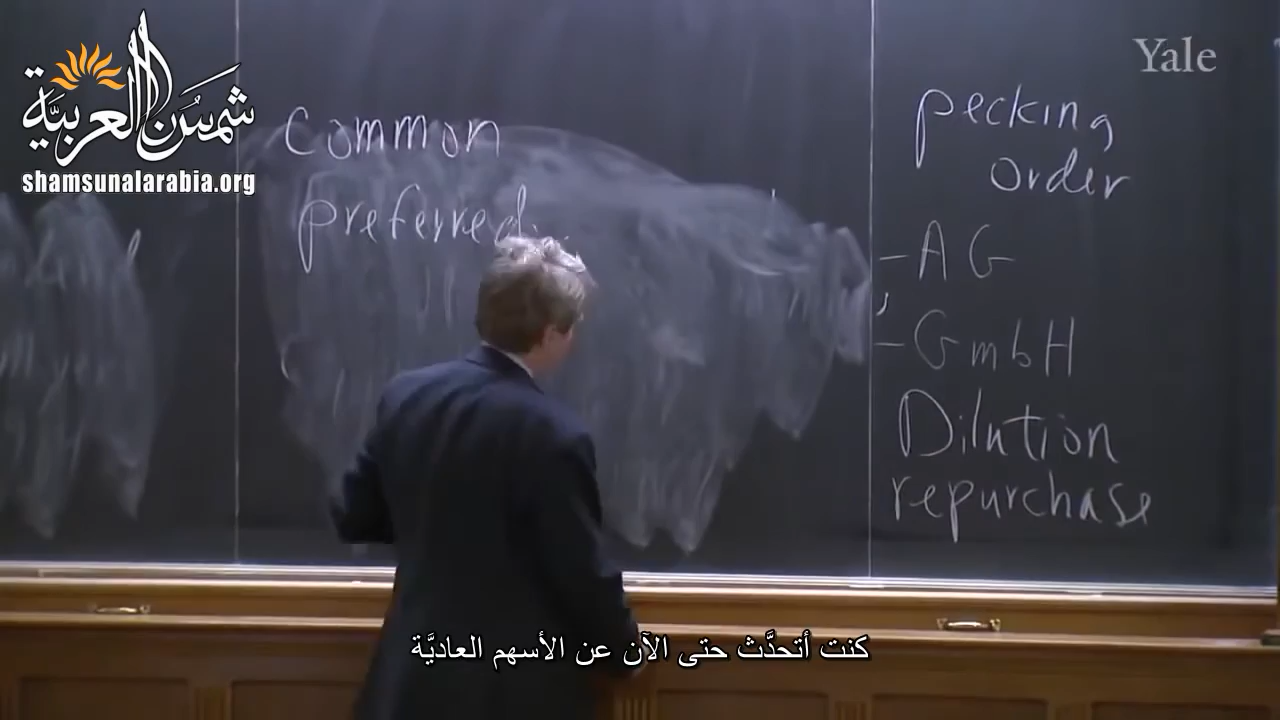 شمس العربية
shamsunalarabia.org
Yale
Common
preferred
pecking
order
- AG
- GmbH
Dilution
repurchase
كنت أتحدَّث حتى الآن عن الأسهم العاديَّة